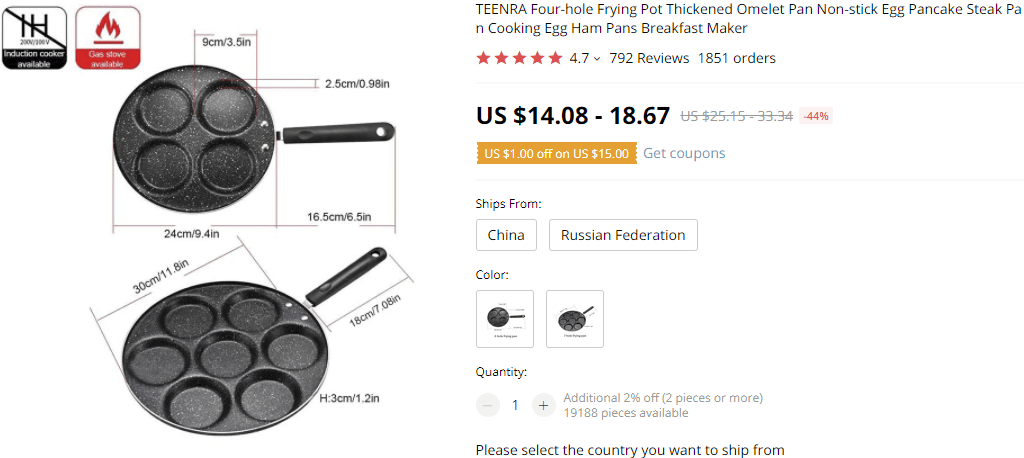 200V/100V
Induction cooker
available
Gas stove
available
9cm/3.5in
2.5cm/0.98in
16.5cm/6.5in
24cm/9.4in
30cm/11.8in
18cm/7.08in
H:3cm/1.2in
TEENRA Four-hole Frying Pot Thickened Omelet Pan Non-stick Egg Pancake Steak Pa
n Cooking Egg Ham Pans Breakfast Maker
4.7 792 Reviews 1851 orders
US $14.08 - 18.67 US $25.15 - 33.34 -44%
US $1.00 off on US $15.00 Get coupons
Ships From:
China Russian Federation
Color:
Quantity:
1 + Additional 2% off (2 pieces or more)
19188 pieces available
Please select the country you want to ship from